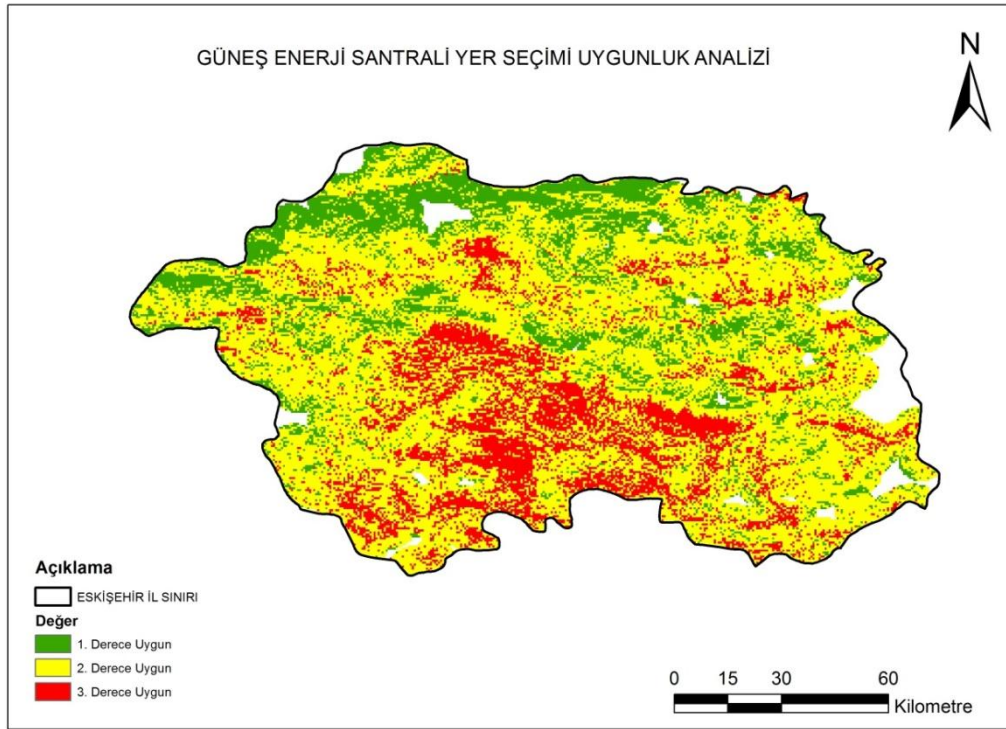 GÜNEŞ ENERJİ SANTRALİ YER SEÇİMİ UYGUNLUK ANALİZİ
N
Açıklama
ESKİŞEHİR İL SINIRI
Değer
1. Derece Uygun
2. Derece Uygun
3. Derece Uygun
0 15 30 60
Kilometre